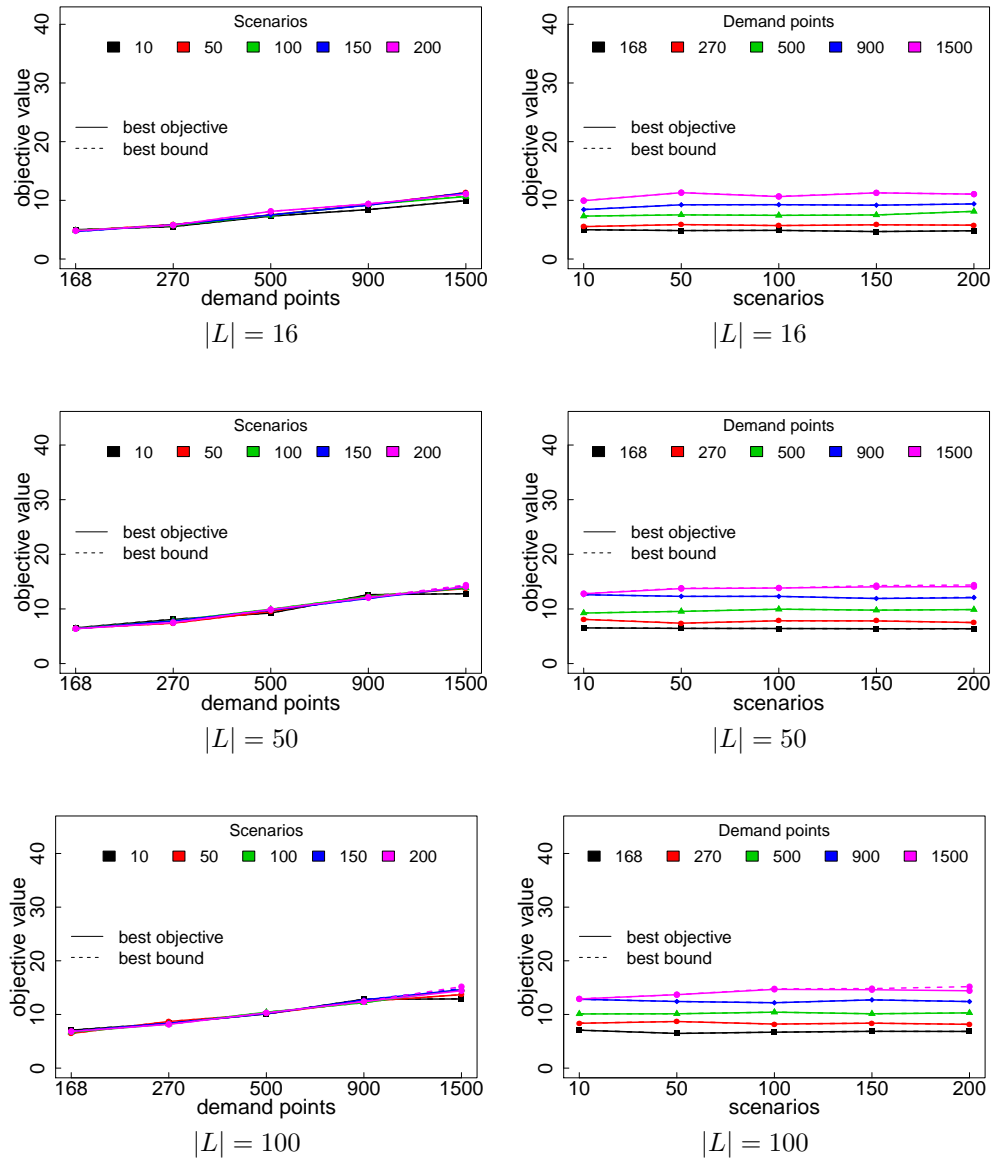 Scenarios
10 50 100 150 200
best objective
best bound
objective value
0 10 20 30 40
168 270 500 900 1500
demand points
|L| = 16
Demand points
168 270 500 900 1500
best objective
best bound
objective value
0 10 20 30 40
10 50 100 150 200
scenarios
|L| = 16
Scenarios
10 50 100 150 200
best objective
best bound
objective value
0 10 20 30 40
168 270 500 900 1500
demand points
|L| = 50
Demand points
168 270 500 900 1500
best objective
best bound
objective value
0 10 20 30 40
10 50 100 150 200
scenarios
|L| = 50
Scenarios
10 50 100 150 200
best objective
best bound
objective value
0 10 20 30 40
168 270 500 900 1500
demand points
|L| = 100
Demand points
168 270 500 900 1500
best objective
best bound
objective value
0 10 20 30 40
10 50 100 150 200
scenarios
|L| = 100